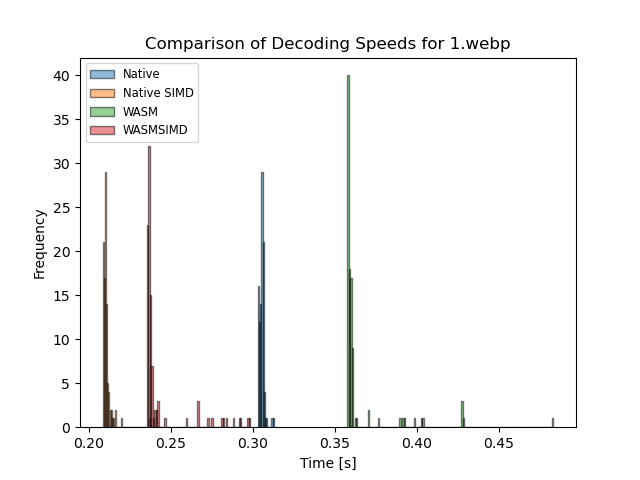 Comparison of Decoding Speeds for 1.webp
Native
Native SIMD
WASM
WASMSIMD
40
35
30
25
20
15
10
5
0
Frequency
0.20 0.25 0.30 0.35 0.40 0.45
Time [s]